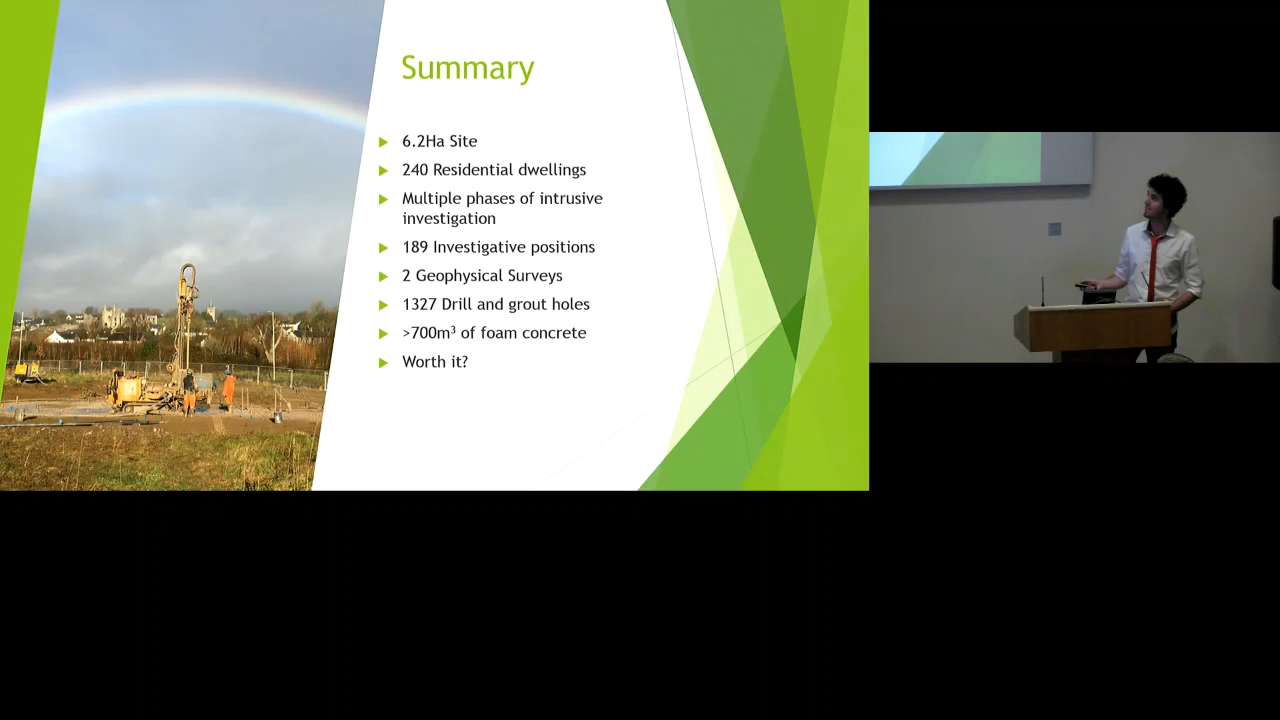 Summary
6.2Ha Site
240 Residential dwellings
Multiple phases of intrusive
investigation
189 Investigative positions
2 Geophysical Surveys
1327 Drill and grout holes
>700m³ of foam concrete
Worth it?